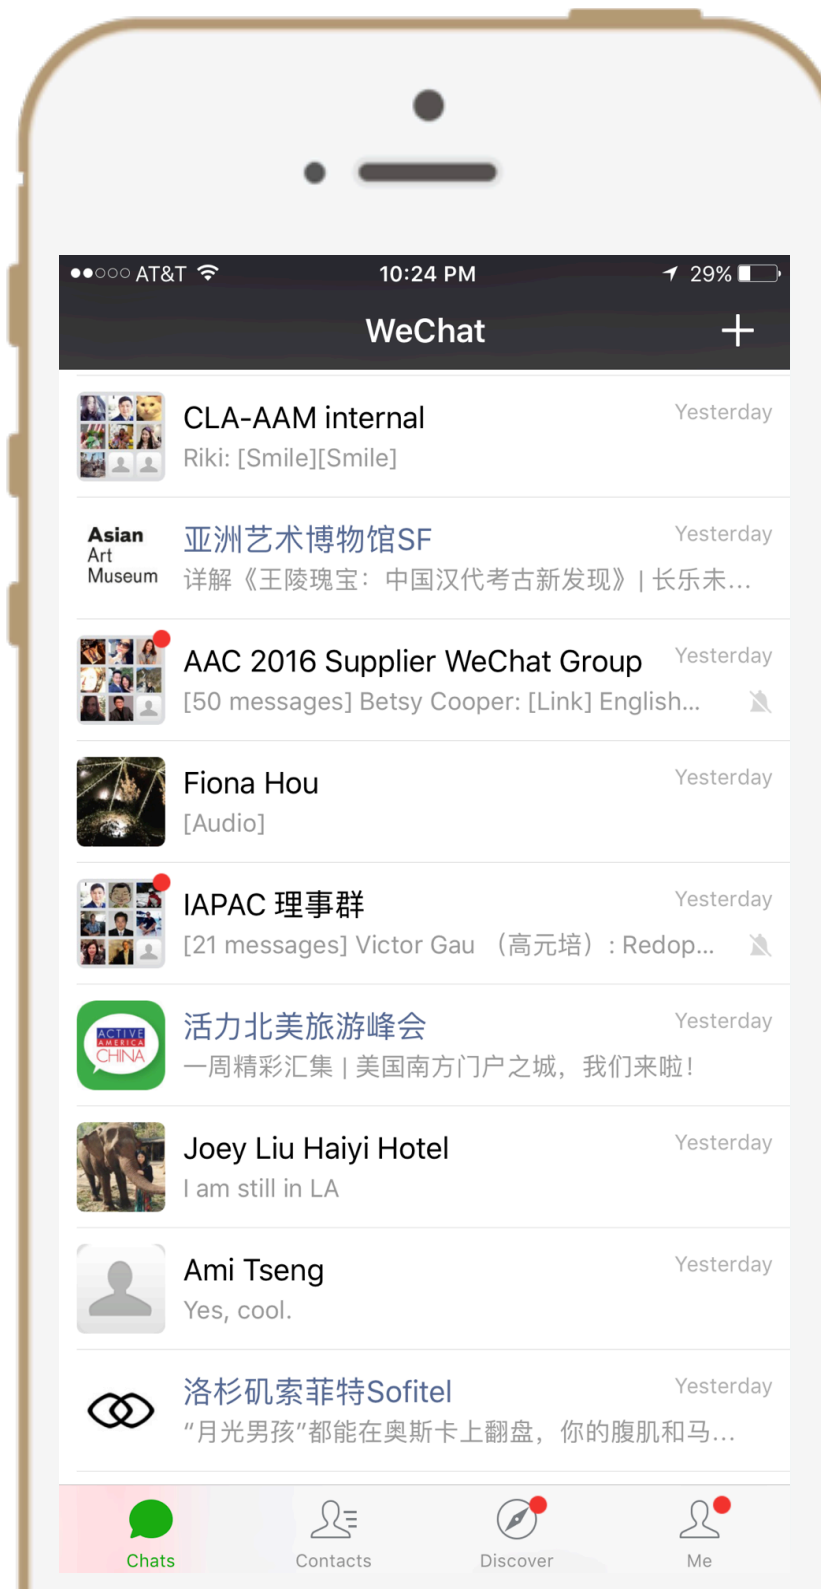 AT&T 10:24 PM 29%
WeChat
CLA-AAM internal Yesterday
Riki: [Smile][Smile]
Asian
Art
Museum
亚洲艺术博物馆SF Yesterday
详解《王陵瑰宝：中国汉代考古新发现》| 长乐未...
AAC 2016 Supplier WeChat Group Yesterday
[50 messages] Betsy Cooper: [Link] English...
Fiona Hou Yesterday
[Audio]
IAPAC 理事群 Yesterday
[21 messages] Victor Gau （高元培）: Redop...
ACTIVE
AMERICA
CHINA
活力北美旅游峰会 Yesterday
一周精彩汇集 | 美国南方门户之城，我们来啦！
Joey Liu Haiyi Hotel Yesterday
I am still in LA
Ami Tseng Yesterday
Yes, cool.
洛杉矶索菲特Sofitel Yesterday
“月光男孩”都能在奥斯卡上翻盘，你的腹肌和马...
Chats Contacts Discover Me